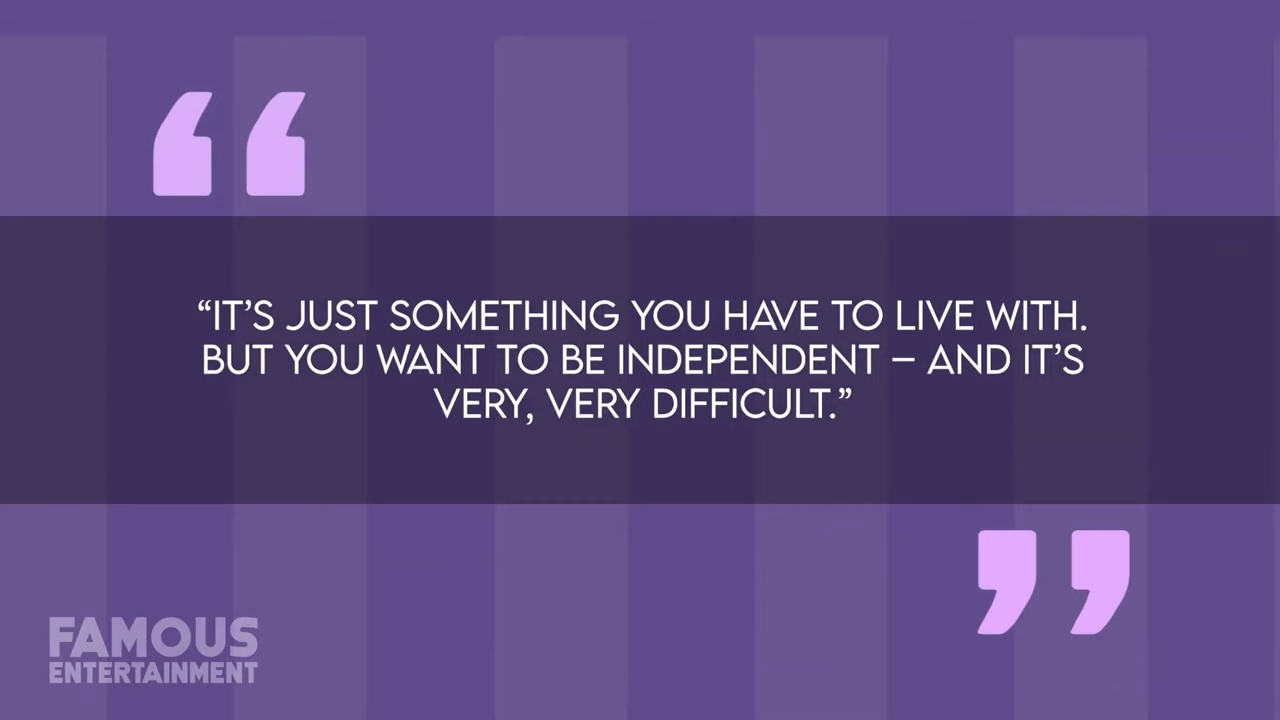 “IT’S JUST SOMETHING YOU HAVE TO LIVE WITH.
BUT YOU WANT TO BE INDEPENDENT – AND IT’S
VERY, VERY DIFFICULT.”
FAMOUS
ENTERTAINMENT